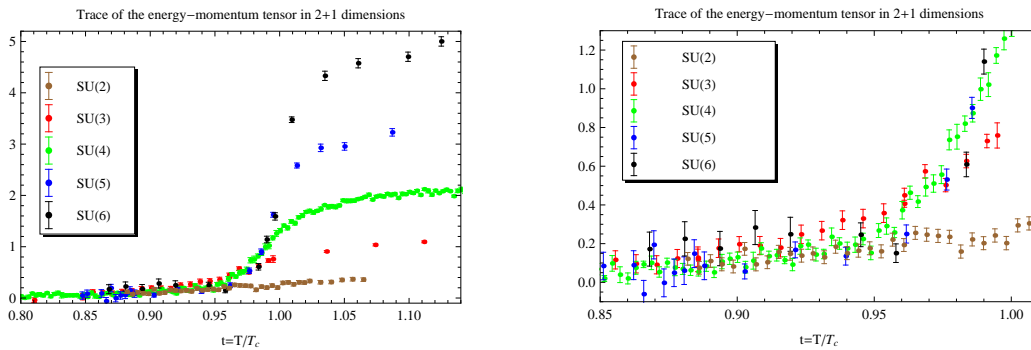 Trace of the energy−momentum tensor in 2+1 dimensions
5
4
3
2
1
0
SU(2)
SU(3)
SU(4)
SU(5)
SU(6)
0.80 0.85 0.90 0.95 1.00 1.05 1.10
t=T/Tc
Trace of the energy−momentum tensor in 2+1 dimensions
1.2
1.0
0.8
0.6
0.4
0.2
0.0
SU(2)
SU(3)
SU(4)
SU(5)
SU(6)
0.85 0.90 0.95 1.00
t=T/Tc